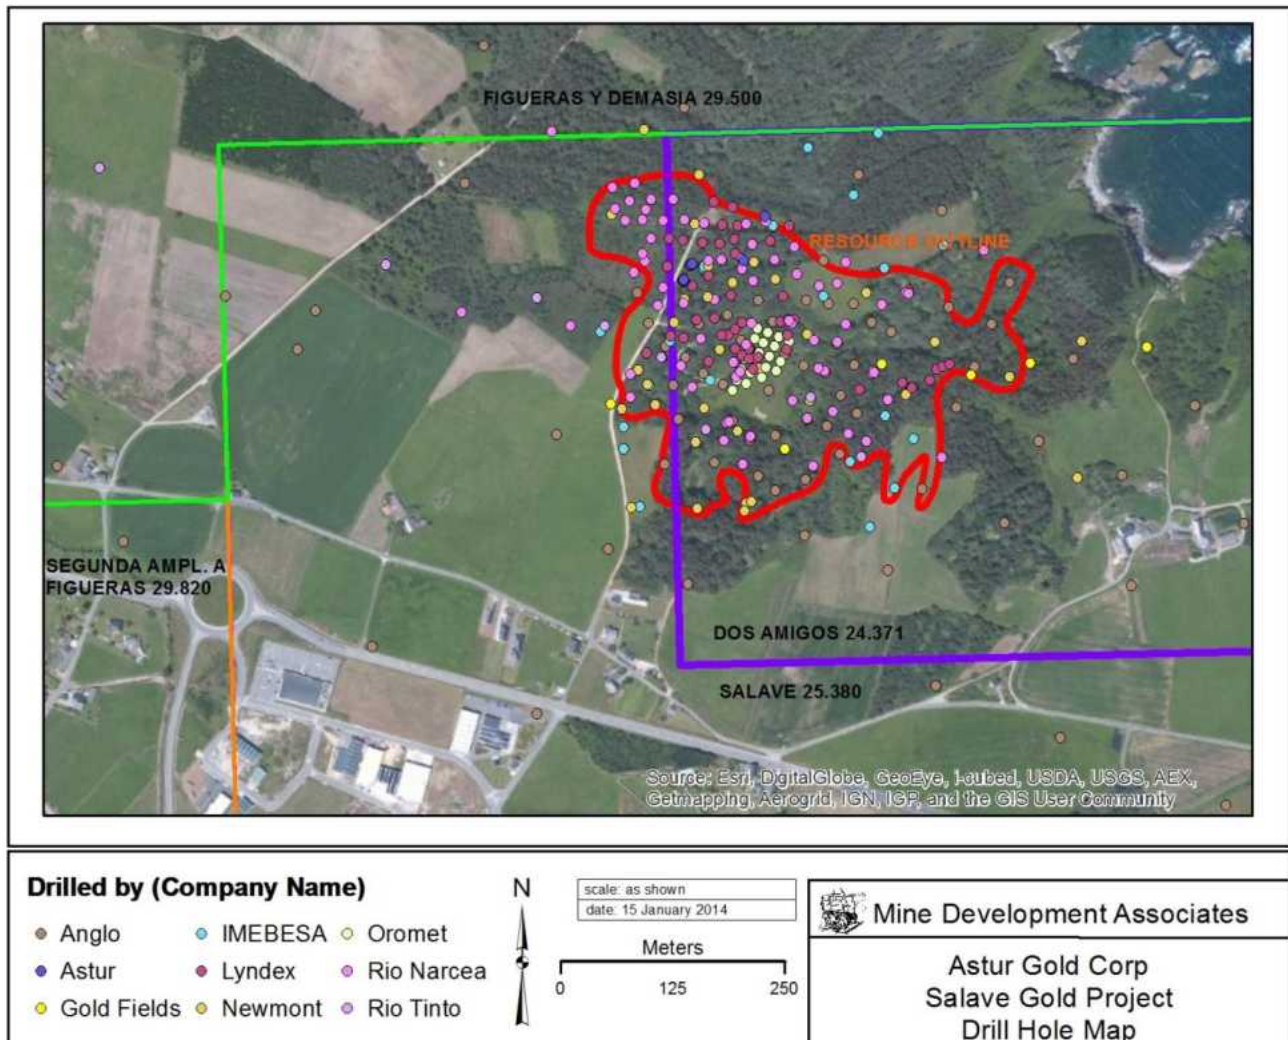 FIGUERAS Y DEMASIA 29.500
RESOURCE OUTLINE
SEGUNDA AMPL. A
FIGUERAS 29.820
DOS AMIGOS 24.371
SALAVE 25.380
Source: Esri, DigitalGlobe, GeoEye, i-cubed, USDA, USGS, AEX,
Getmapping, Aerogrid, IGN, IGP, and the GIS User Community
Drilled by (Company Name)
Anglo
IMEBESA
Oromet
Astur
Lyndex
Rio Narcea
Gold Fields
Newmont
Rio Tinto
N
scale: as shown
date: 15 January 2014
Meters
0 125 250
Mine Development Associates
Astur Gold Corp
Salave Gold Project
Drill Hole Map